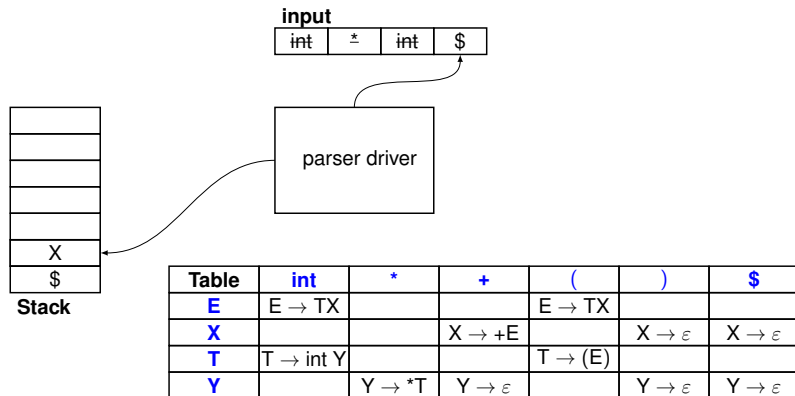 input
int * int $
parser driver
X
$
Stack
Table int * + ( ) $
E E → TX E → TX
X X → +E X → ε X → ε
T T → int Y T → (E)
Y Y → *T Y → ε Y → ε Y → ε